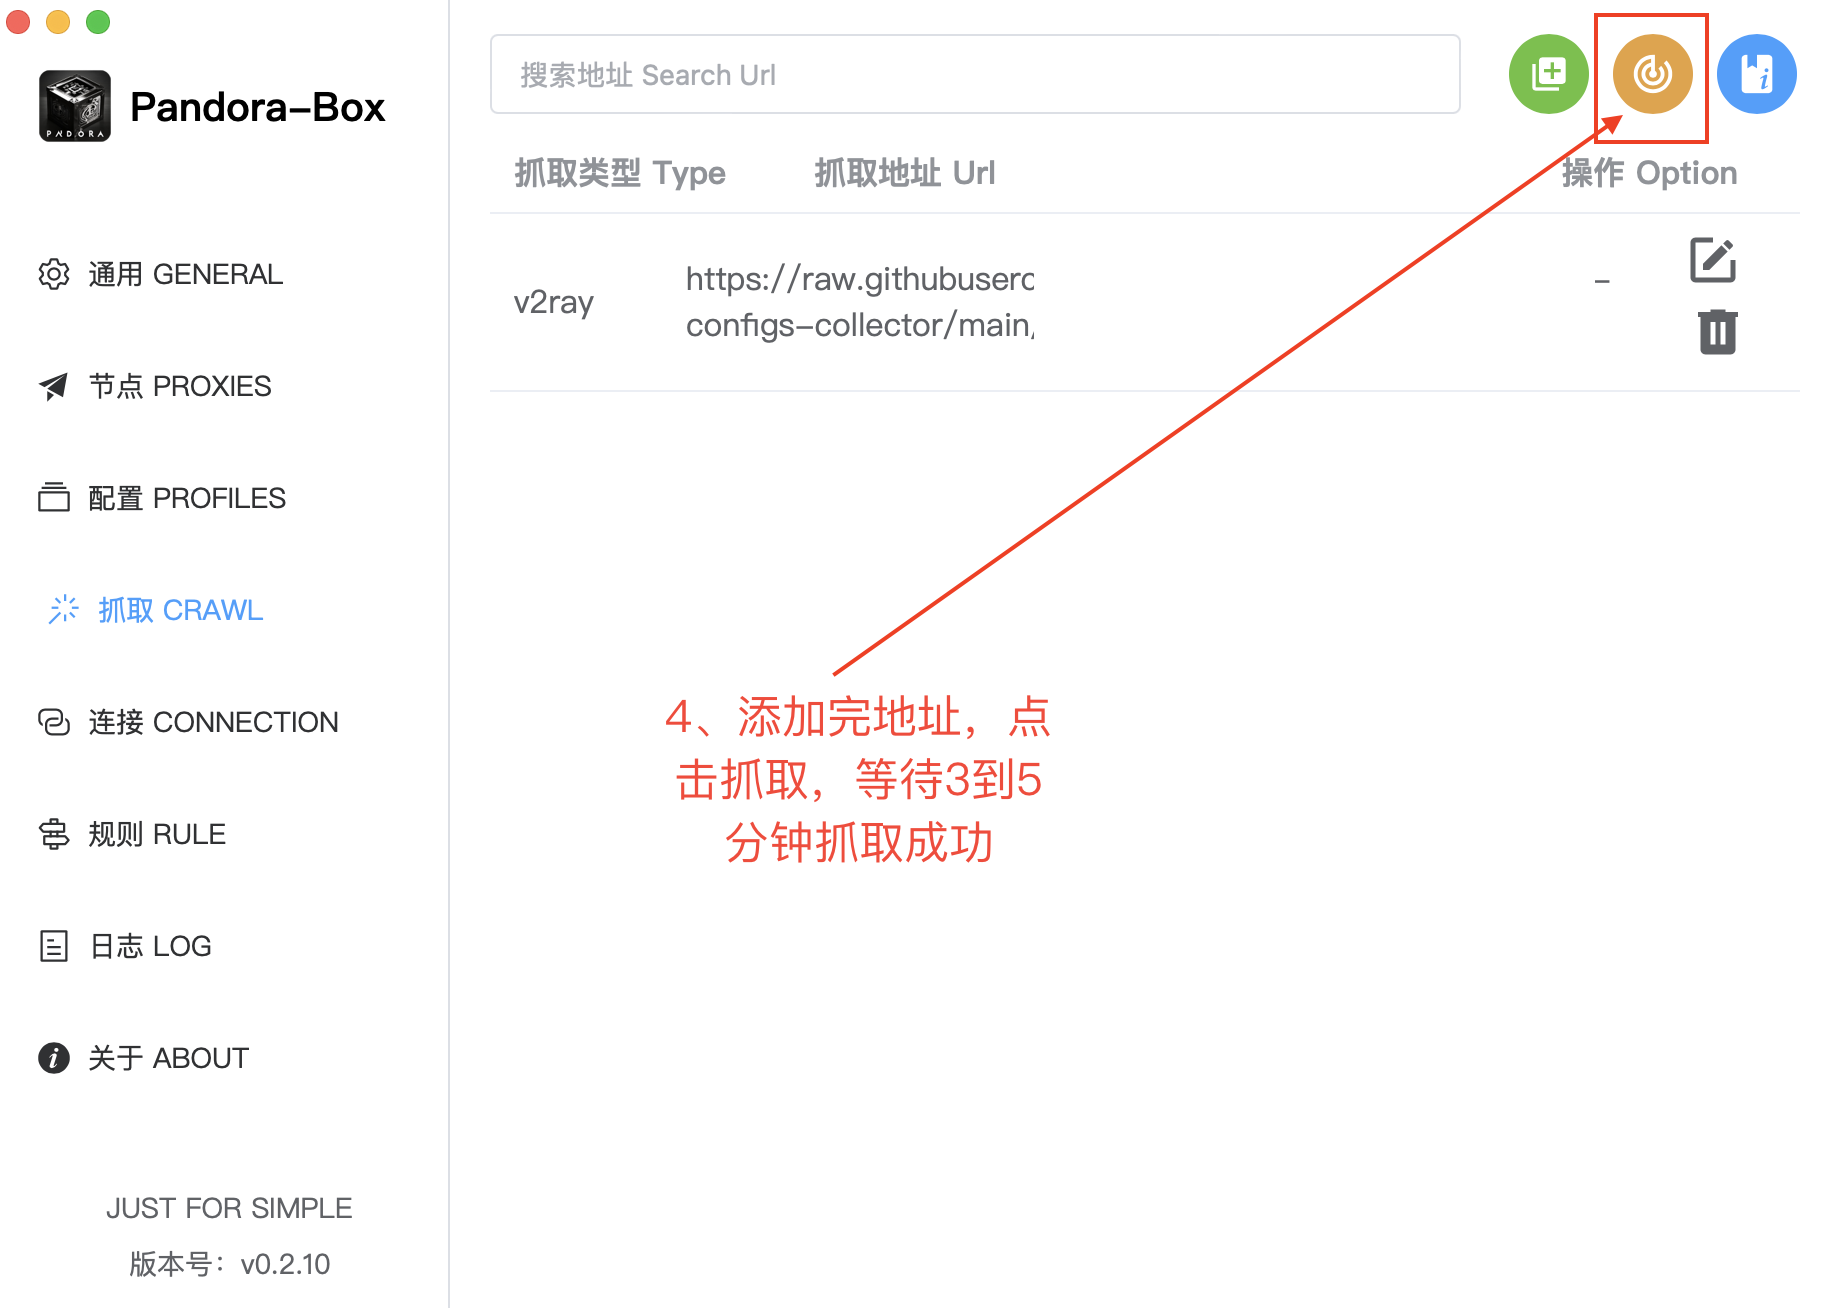 PANDORA
Pandora-Box
搜索地址 Search Url
抓取类型 Type
抓取地址 Url
操作 Option
v2ray
https://raw.githubuserc
configs-collector/main/
-
通用 GENERAL
节点 PROXIES
配置 PROFILES
抓取 CRAWL
连接 CONNECTION
规则 RULE
日志 LOG
关于 ABOUT
4、添加完地址，点
击抓取，等待3到5
分钟抓取成功
JUST FOR SIMPLE
版本号：v0.2.10